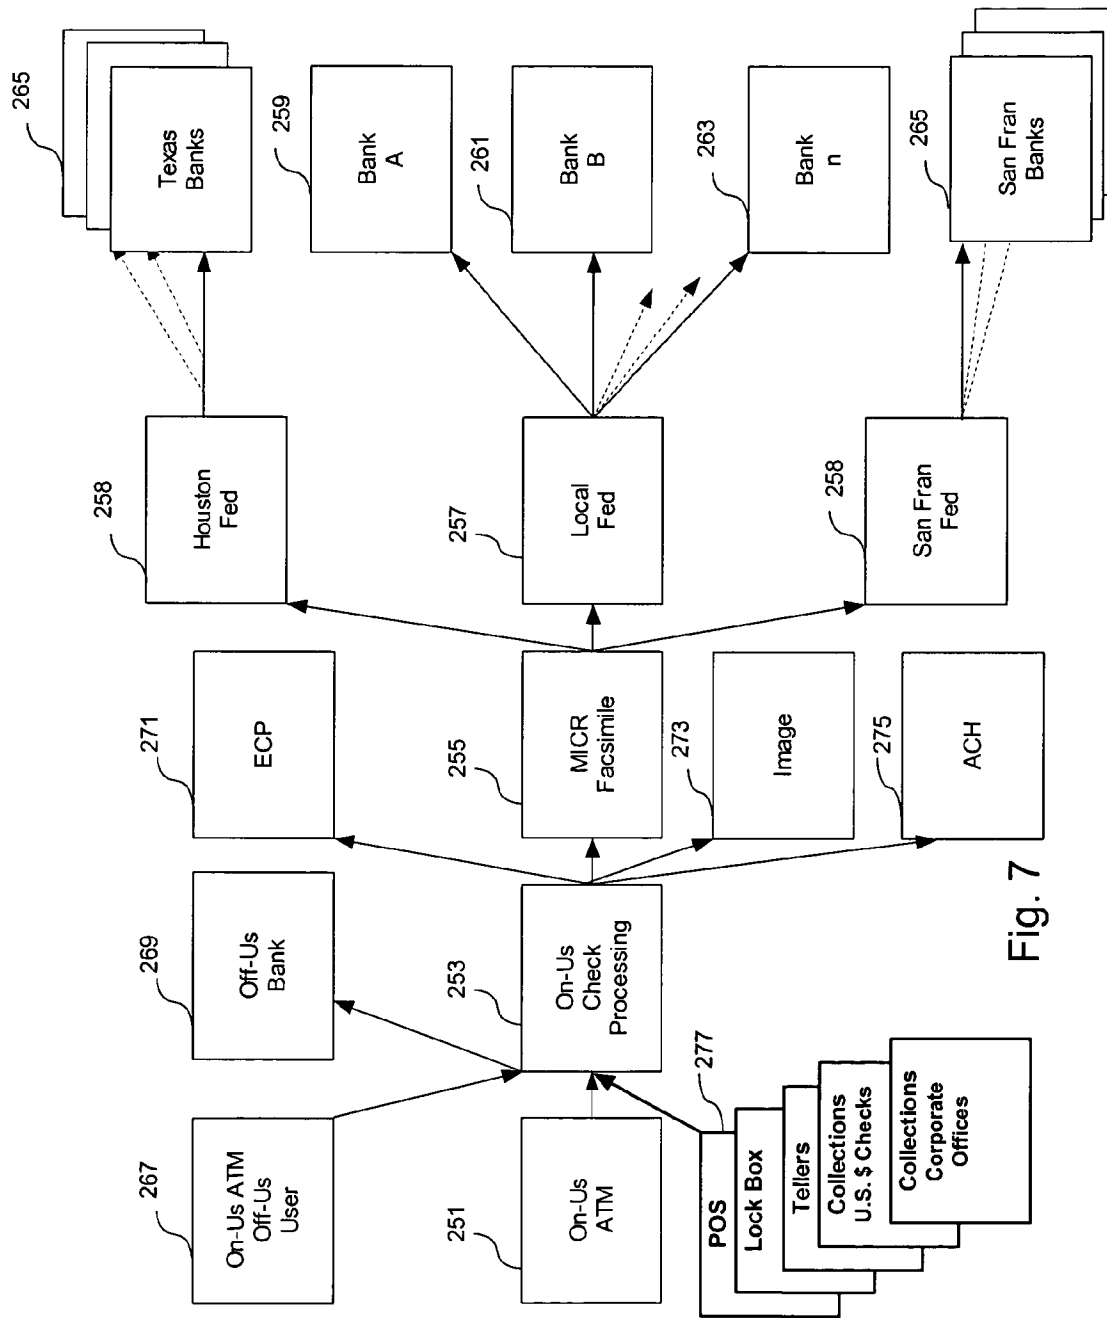 267
On-Us ATM
Off-Us
User
251
On-Us
ATM
277
POS
Lock Box
Tellers
Collections
U.S. $ Checks
Collections
Corporate
Offices
269
Off-Us
Bank
253
On-Us
Check
Processing
271
ECP
255
MICR
Facsimile
273
Image
275
ACH
258
Houston
Fed
257
Local
Fed
258
San Fran
Fed
265
Texas
Banks
259
Bank
A
261
Bank
B
263
Bank
n
265
San Fran
Banks
Fig. 7